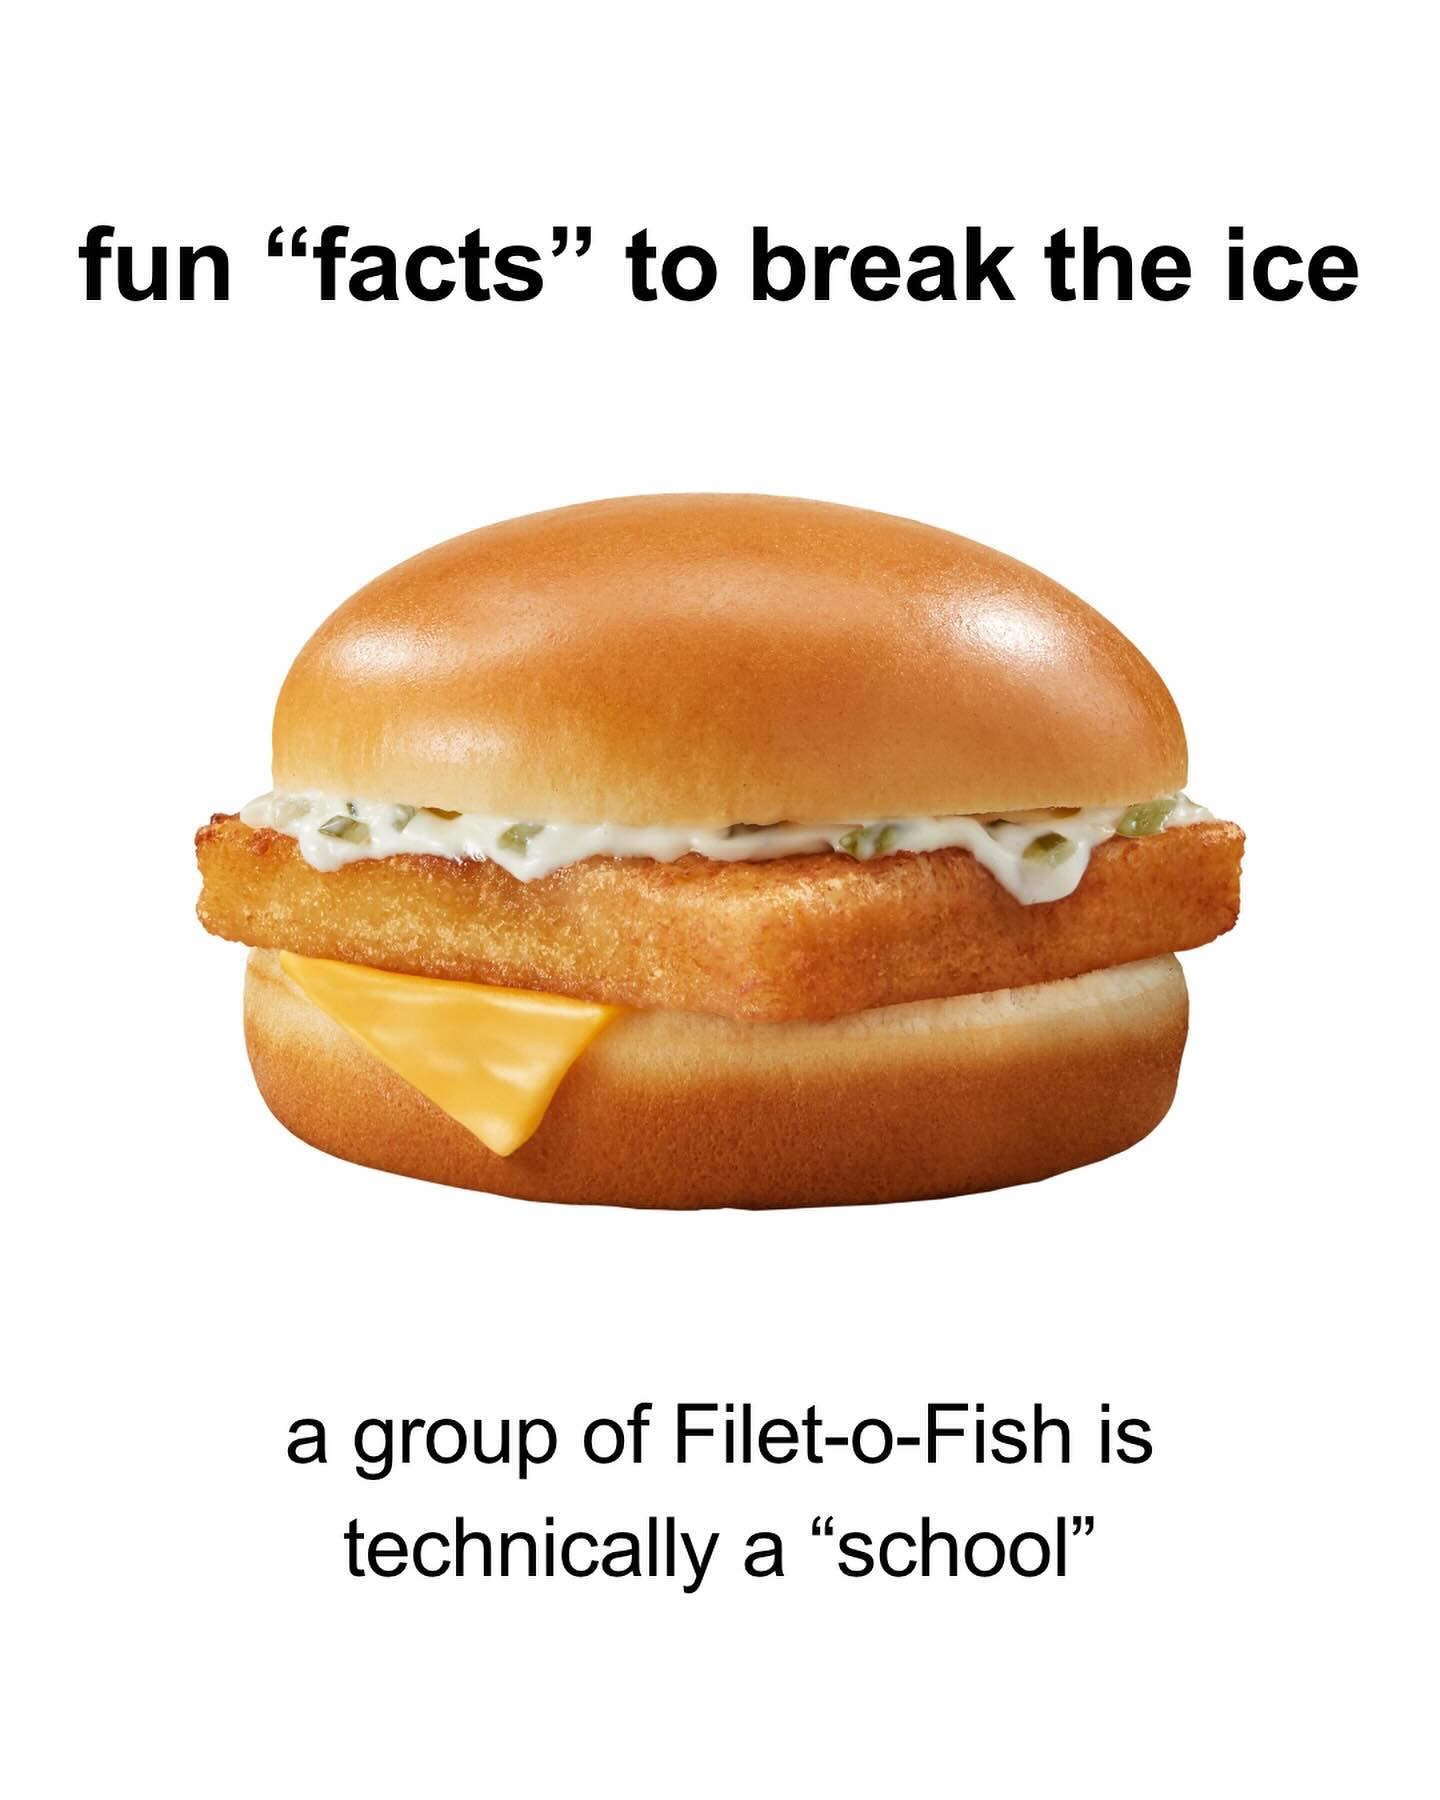 fun “facts” to break the ice
a group of Filet-o-Fish is
technically a “school”